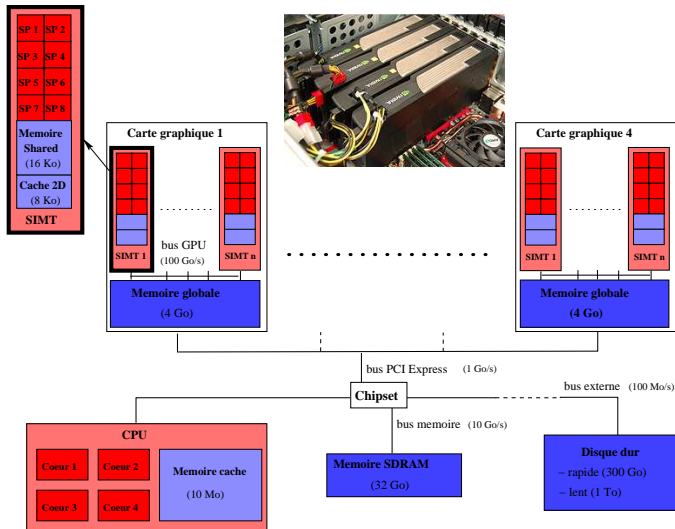 SP 1 SP 2
SP 3 SP 4
SP 5 SP 6
SP 7 SP 8
Memoire
Shared
(16 Ko)
Cache 2D
(8 Ko)
SIMT
Carte graphique 1
SIMT 1
SIMT n
bus GPU
(100 Go/s)
Memoire globale
(4 Go)
Carte graphique 4
SIMT 1
SIMT n
Memoire globale
(4 Go)
bus PCI Express (1 Go/s)
Chipset
bus externe (100 Mo/s)
bus memoire (10 Go/s)
CPU
Coeur 1
Coeur 2
Coeur 3
Coeur 4
Memoire cache
(10 Mo)
Memoire SDRAM
(32 Go)
Disque dur
– rapide (300 Go)
– lent (1 To)